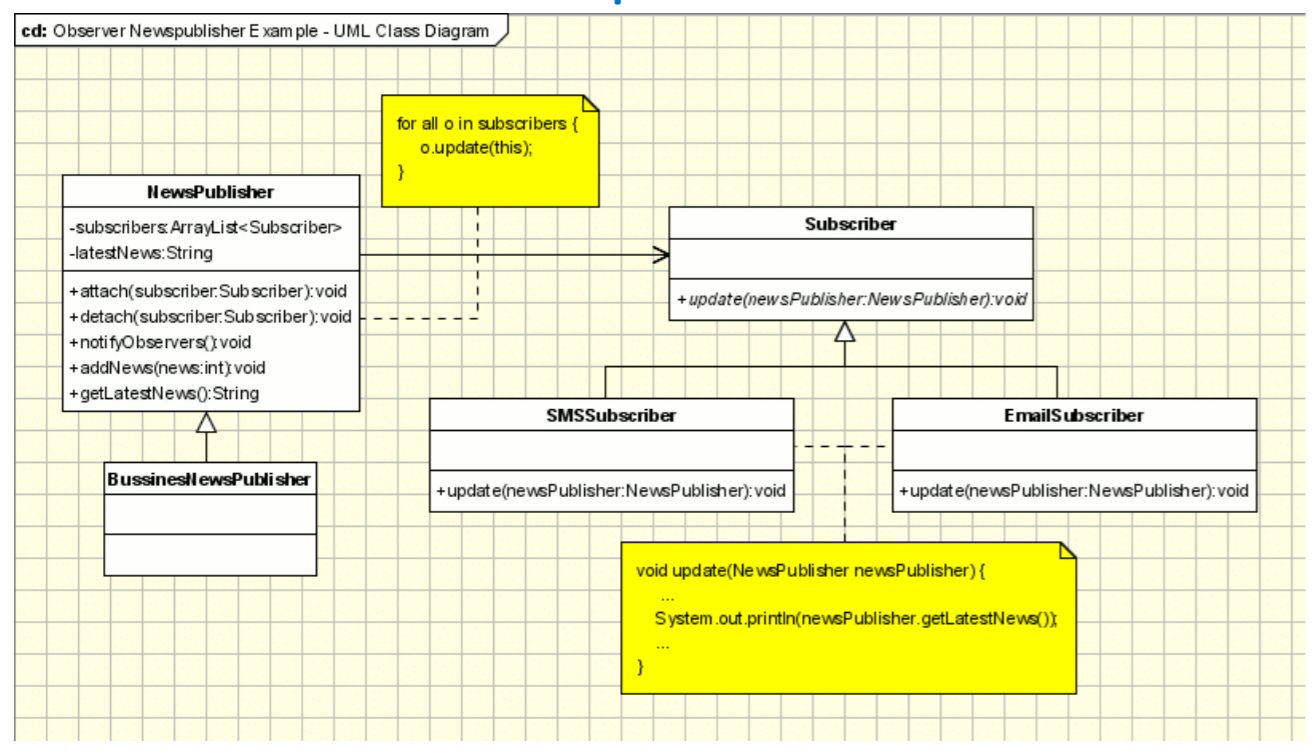 cd: Observer Newspublisher Example - UML Class Diagram
for all o in subscribers {
o.update(this);
}
NewsPublisher
-subscribers:ArrayList<Subscriber>
-latestNews:String
+attach(subscriber:Subscriber):void
+detach(subscriber:Subscriber):void
+notifyObservers():void
+addNews(news:int):void
+getLatestNews():String
Subscriber
+update(newsPublisher:NewsPublisher):void
BussinesNewsPublisher
SMSSubscriber
+update(newsPublisher:NewsPublisher):void
EmailSubscriber
+update(newsPublisher:NewsPublisher):void
void update(NewsPublisher newsPublisher) {
...
System.out.println(newsPublisher.getLatestNews());
...
}